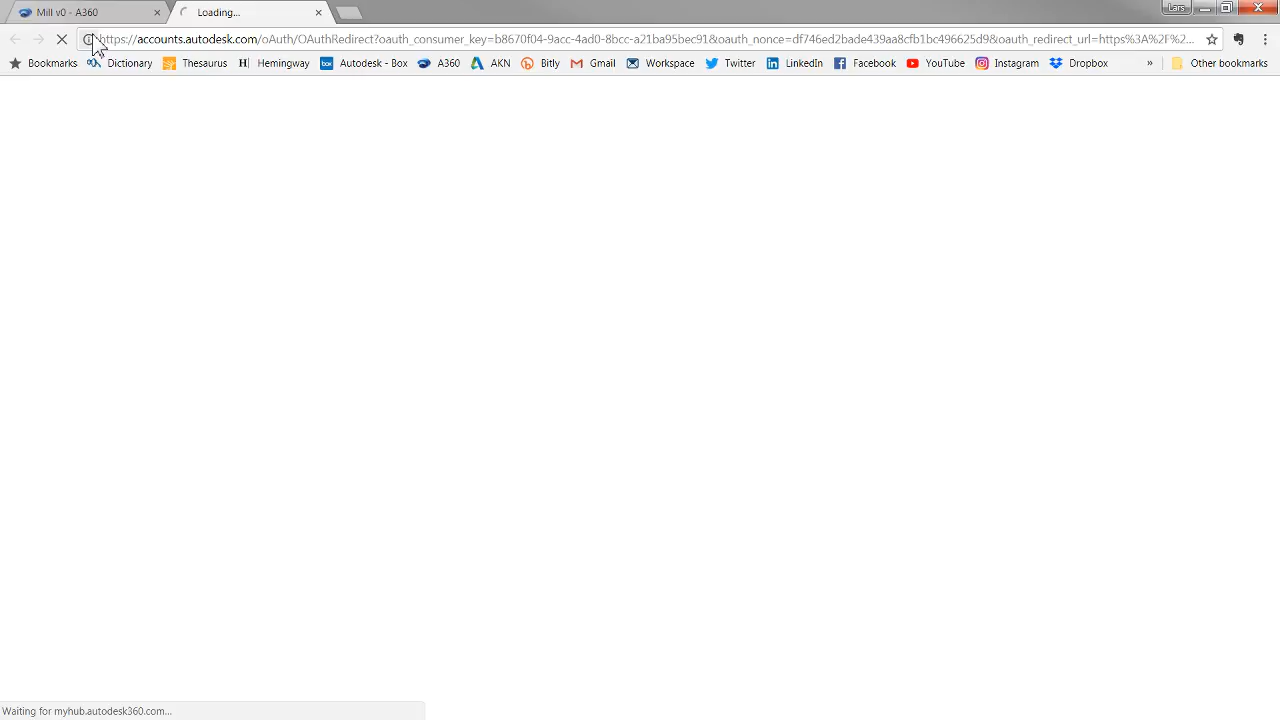 Mill v0 - A360
Loading...
Lars
https://accounts.autodesk.com/oAuth/OAuthRedirect?oauth_consumer_key=b8670f04-9acc-4ad0-8bcc-a21ba95bec91&oauth_nonce=df746ed2bade439aa8cfb1bc496625d9&oauth_redirect_url=https%3A%2F%2...
Bookmarks Dictionary Thesaurus Hemingway Autodesk - Box A360 AKN Bitly Gmail Workspace Twitter LinkedIn Facebook YouTube Instagram Dropbox » Other bookmarks
Waiting for myhub.autodesk360.com...